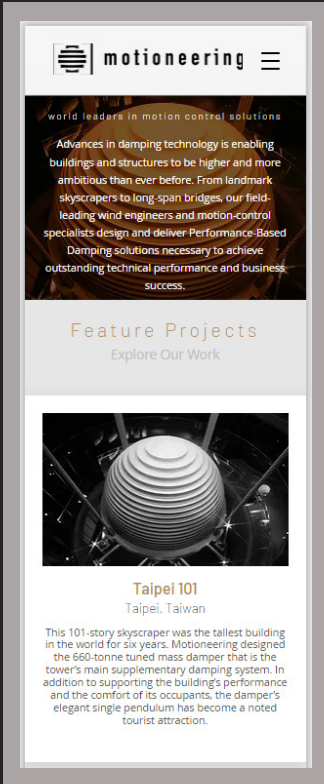 motioneering
world leaders in motion control solutions
Advances in damping technology is enabling
buildings and structures to be higher and more
ambitious than ever before. From landmark
skyscrapers to long-span bridges, our field-
leading wind engineers and motion-control
specialists design and deliver Performance-Based
Damping solutions necessary to achieve
outstanding technical performance and business
success.
Feature Projects
Explore Our Work
Taipei 101
Taipei, Taiwan
This 101-story skyscraper was the tallest building
in the world for six years. Motioneering designed
the 660-tonne tuned mass damper that is the
tower's main supplementary damping system. In
addition to supporting the building's performance
and the comfort of its occupants, the damper's
elegant single pendulum has become a noted
tourist attraction.